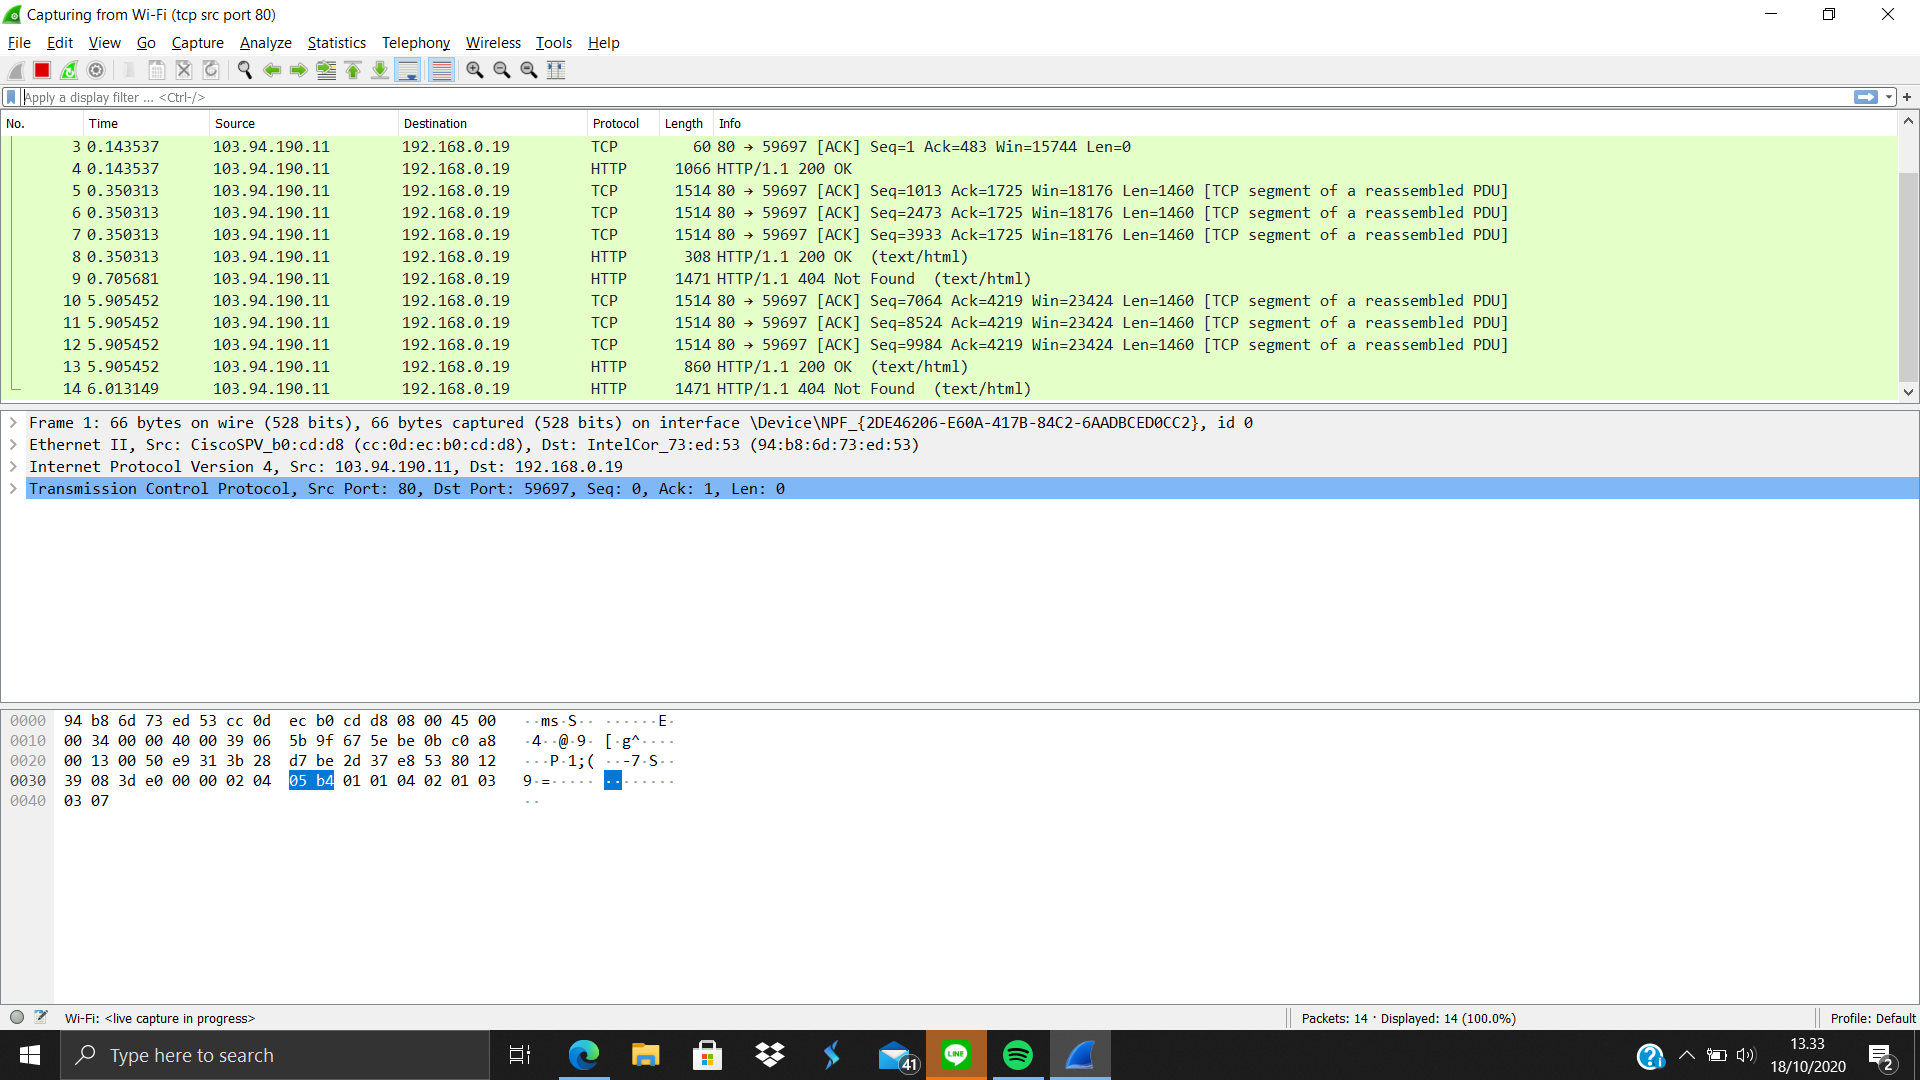 Capturing from Wi-Fi (tcp src port 80)
File Edit View Go Capture Analyze Statistics Telephony Wireless Tools Help
Apply a display filter ... <Ctrl-/>
No. Time Source Destination Protocol Length Info
3 0.143537 103.94.190.11 192.168.0.19 TCP 60 80 → 59697 [ACK] Seq=1 Ack=483 Win=15744 Len=0
4 0.143537 103.94.190.11 192.168.0.19 HTTP 1066 HTTP/1.1 200 OK
5 0.350313 103.94.190.11 192.168.0.19 TCP 1514 80 → 59697 [ACK] Seq=1013 Ack=1725 Win=18176 Len=1460 [TCP segment of a reassembled PDU]
6 0.350313 103.94.190.11 192.168.0.19 TCP 1514 80 → 59697 [ACK] Seq=2473 Ack=1725 Win=18176 Len=1460 [TCP segment of a reassembled PDU]
7 0.350313 103.94.190.11 192.168.0.19 TCP 1514 80 → 59697 [ACK] Seq=3933 Ack=1725 Win=18176 Len=1460 [TCP segment of a reassembled PDU]
8 0.350313 103.94.190.11 192.168.0.19 HTTP 308 HTTP/1.1 200 OK (text/html)
9 0.705681 103.94.190.11 192.168.0.19 HTTP 1471 HTTP/1.1 404 Not Found (text/html)
10 5.905452 103.94.190.11 192.168.0.19 TCP 1514 80 → 59697 [ACK] Seq=7064 Ack=4219 Win=23424 Len=1460 [TCP segment of a reassembled PDU]
11 5.905452 103.94.190.11 192.168.0.19 TCP 1514 80 → 59697 [ACK] Seq=8524 Ack=4219 Win=23424 Len=1460 [TCP segment of a reassembled PDU]
12 5.905452 103.94.190.11 192.168.0.19 TCP 1514 80 → 59697 [ACK] Seq=9984 Ack=4219 Win=23424 Len=1460 [TCP segment of a reassembled PDU]
13 5.905452 103.94.190.11 192.168.0.19 HTTP 860 HTTP/1.1 200 OK (text/html)
14 6.013149 103.94.190.11 192.168.0.19 HTTP 1471 HTTP/1.1 404 Not Found (text/html)
Frame 1: 66 bytes on wire (528 bits), 66 bytes captured (528 bits) on interface \Device\NPF_{2DE46206-E60A-417B-84C2-6AADBCED0CC2}, id 0
Ethernet II, Src: CiscoSPV_b0:cd:d8 (cc:0d:ec:b0:cd:d8), Dst: IntelCor_73:ed:53 (94:b8:6d:73:ed:53)
Internet Protocol Version 4, Src: 103.94.190.11, Dst: 192.168.0.19
Transmission Control Protocol, Src Port: 80, Dst Port: 59697, Seq: 0, Ack: 1, Len: 0
0000 94 b8 6d 73 ed 53 cc 0d ec b0 cd d8 08 00 45 00 ··ms·S·· ······E·
0010 00 34 00 00 40 00 39 06 5b 9f 67 5e be 0b c0 a8 ·4··@·9· [·g^····
0020 00 13 00 50 e9 31 3b 28 d7 be 2d 37 e8 53 80 12 ···P·1;( ··-7·S··
0030 39 08 3d e0 00 00 02 04 05 b4 01 01 04 02 01 03 9·=····· ········
0040 03 07 ··
Wi-Fi: <live capture in progress>
Packets: 14 · Displayed: 14 (100.0%)
Profile: Default
Type here to search
41
LINE
13.33
18/10/2020
2